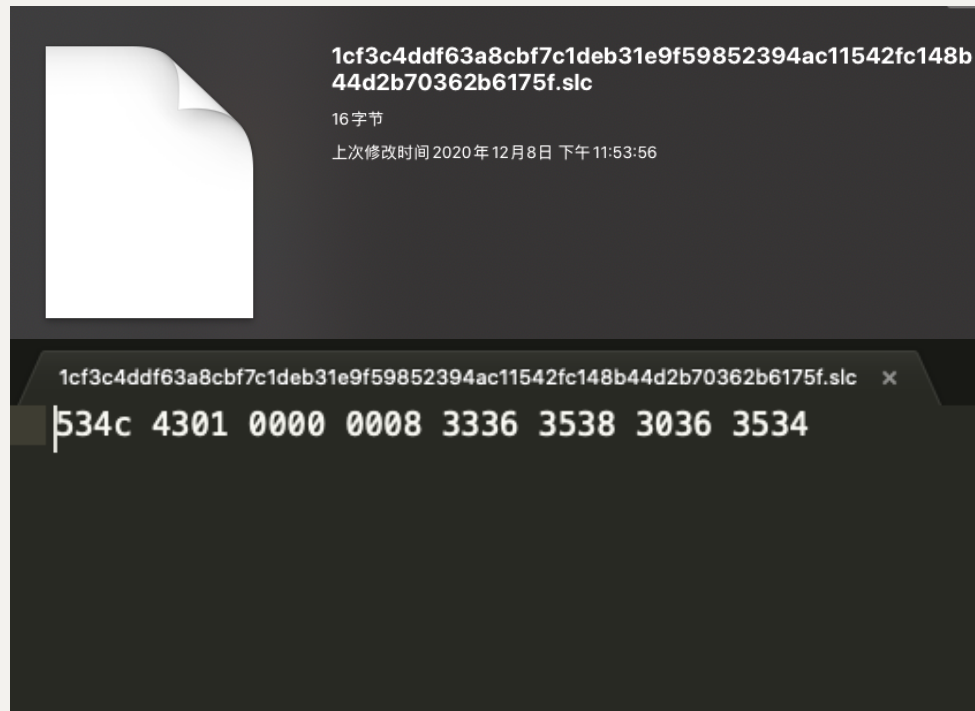 1cf3c4ddf63a8cbf7c1deb31e9f59852394ac11542fc148b
44d2b70362b6175f.slc
16字节
上次修改时间2020年12月8日 下午11:53:56
1cf3c4ddf63a8cbf7c1deb31e9f59852394ac11542fc148b44d2b70362b6175f.slc ×
534c 4301 0000 0008 3336 3538 3036 3534